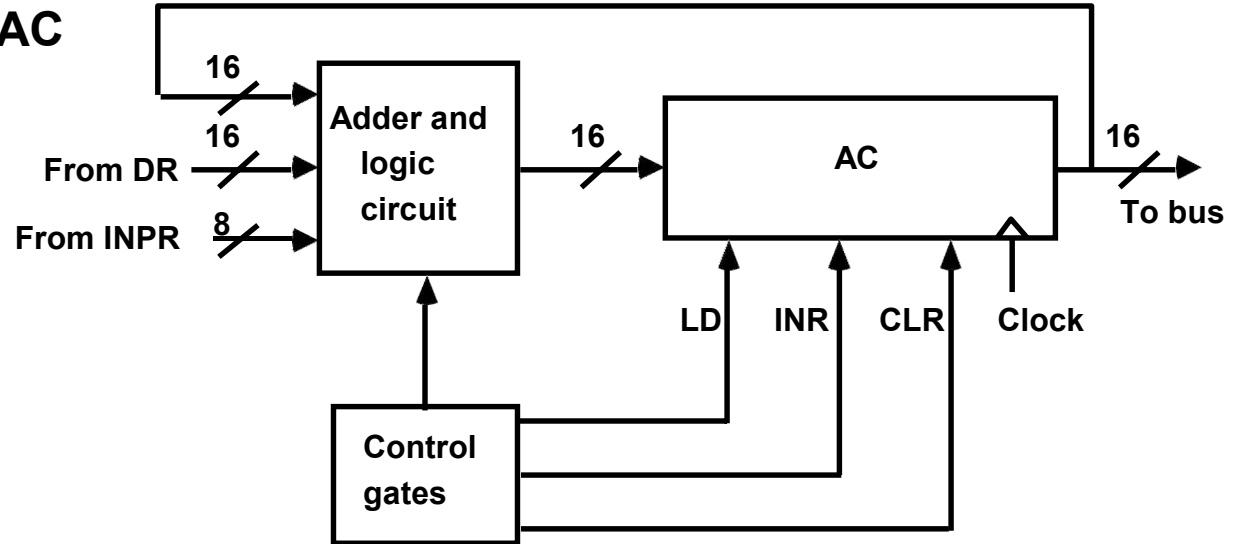 AC
16
Adder and
logic
circuit
16
From DR
8
From INPR
16
AC
16
To bus
LD
INR
CLR
Clock
Control
gates